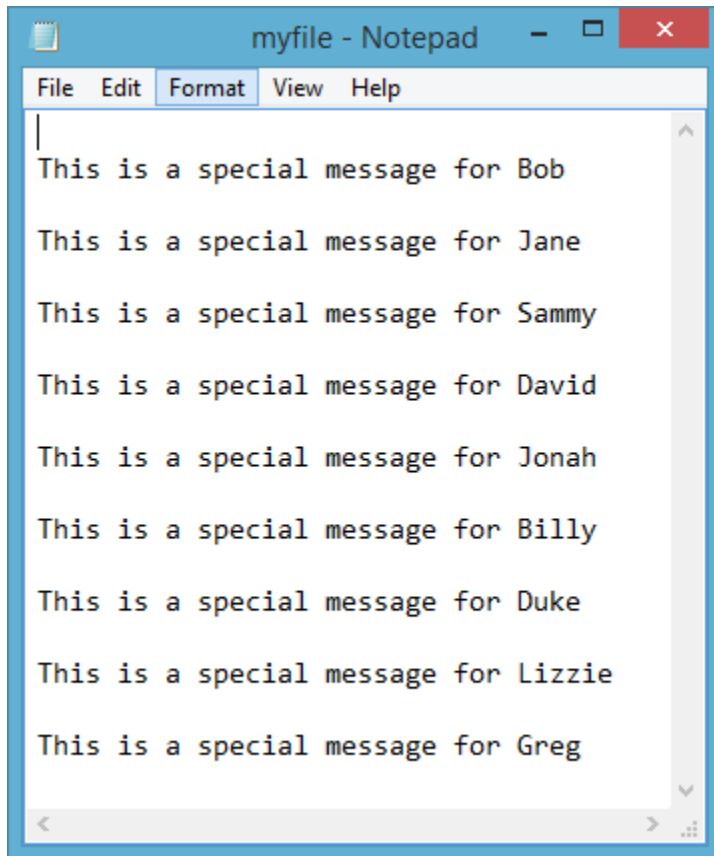 myfile - Notepad
File Edit Format View Help
This is a special message for Bob
This is a special message for Jane
This is a special message for Sammy
This is a special message for David
This is a special message for Jonah
This is a special message for Billy
This is a special message for Duke
This is a special message for Lizzie
This is a special message for Greg